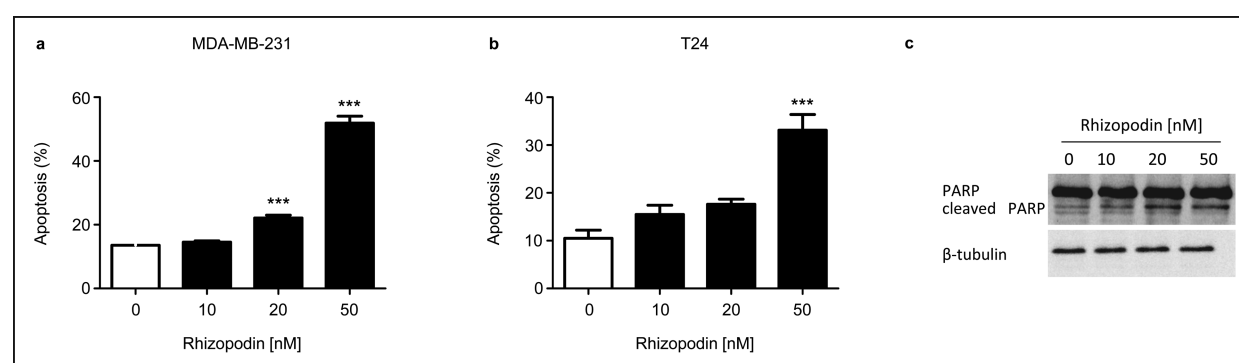 a
MDA-MB-231
Apoptosis (%)
60
40
20
0
***
***
0 10 20 50
Rhizopodin [nM]
b
T24
Apoptosis (%)
40
30
20
10
0
***
0 10 20 50
Rhizopodin [nM]
c
Rhizopodin [nM]
0 10 20 50
PARP
cleaved PARP
β-tubulin